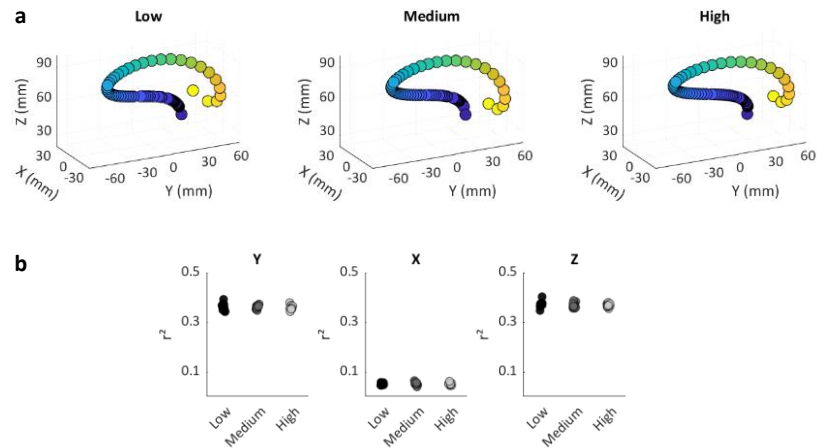 a
Low Medium High
90 90 90
Z (mm) 60 Z (mm) 60 Z (mm) 60
30 30 30
30 0 -30 30 0 -30 30 0 -30
X (mm) -60 -30 0 30 60 X (mm) -60 -30 0 30 60 X (mm) -60 -30 0 30 60
Y (mm) Y (mm) Y (mm)
b
Y X Z
0.5 0.5 0.5
r² 0.3 r² 0.3 r² 0.3
0.1 0.1 0.1
Low Medium High Low Medium High Low Medium High